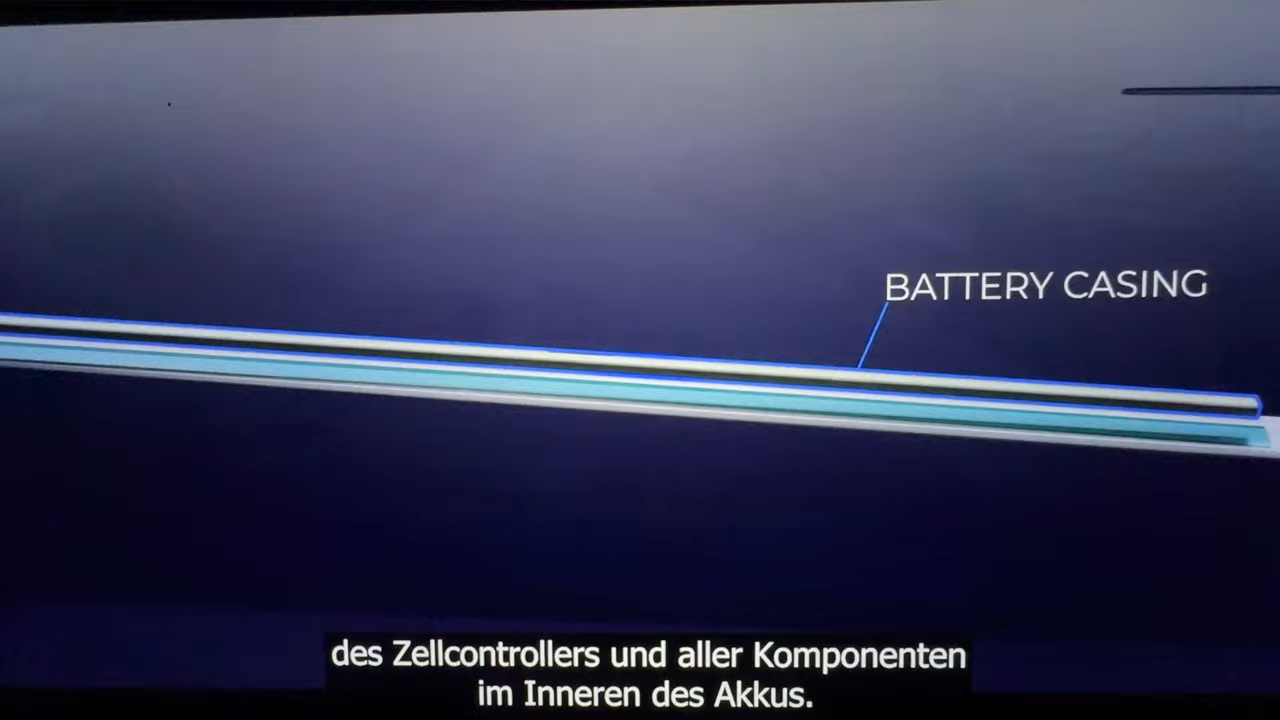 BATTERY CASING
des Zellcontrollers und aller Komponenten
im Inneren des Akkus.